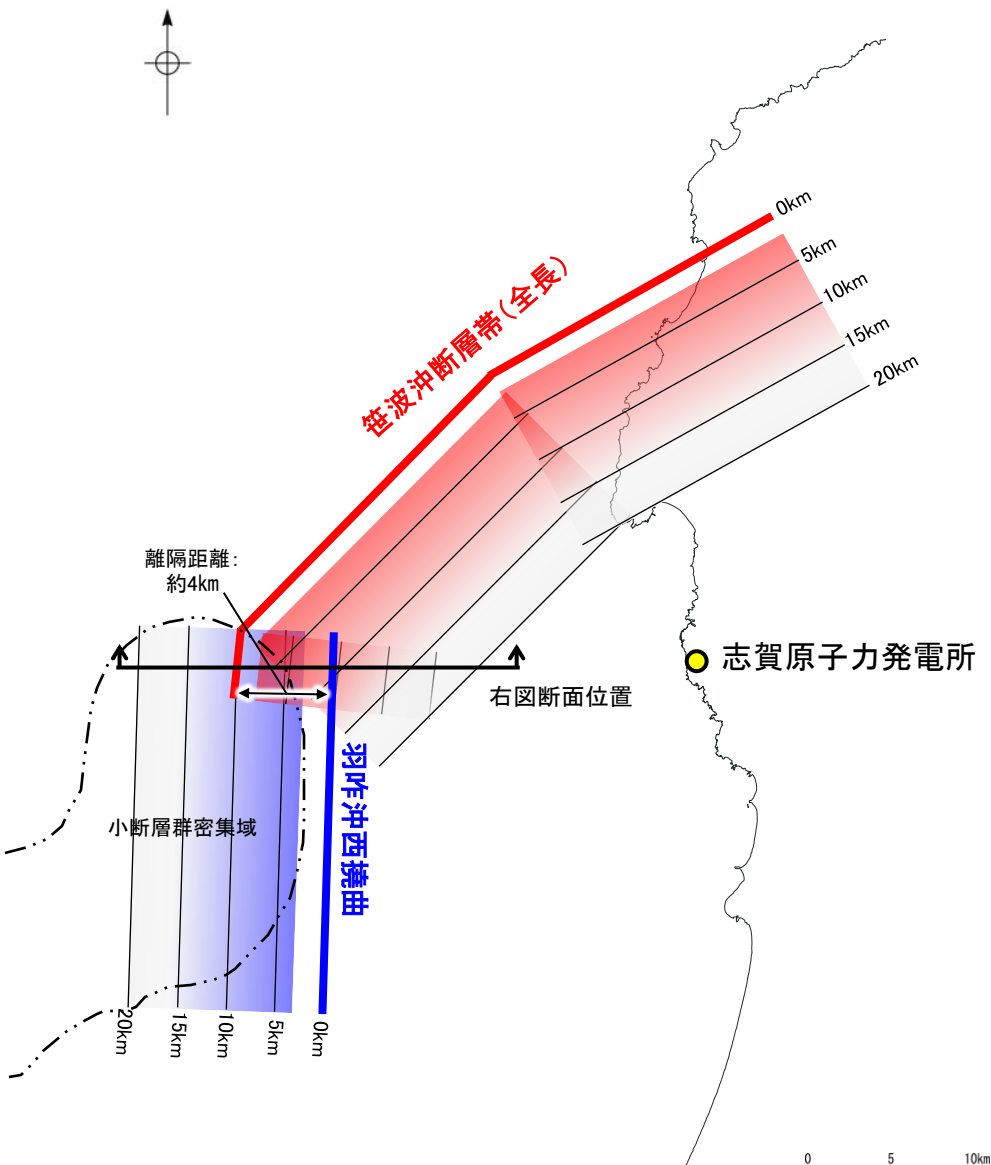 0km
5km
10km
15km
20km
笹波沖断層帯(全長)
離隔距離:
約4km
志賀原子力発電所
右図断面位置
羽咋沖西撓曲
小断層群密集域
20km
15km
10km
5km
0km
0 5 10km